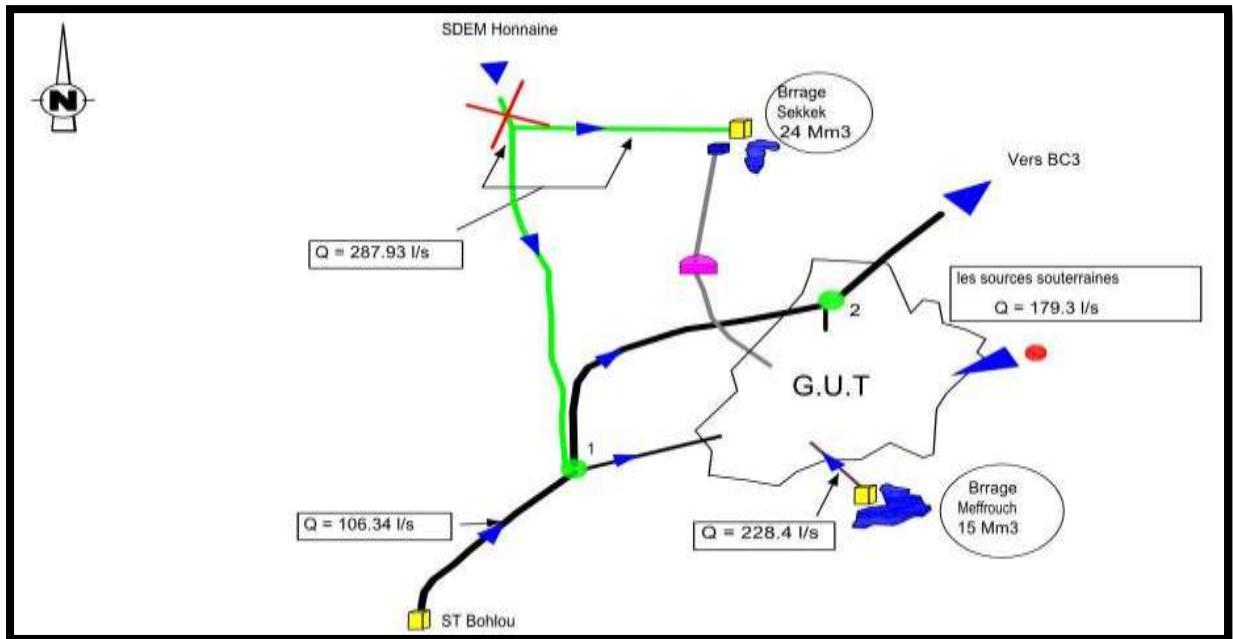 SDEM Honnaine
N
Brrage
Sekkek
24 Mm3
Vers BC3
Q = 287.93 l/s
les sources souterraines
Q = 179.3 l/s
2
G.U.T
1
Q = 106.34 l/s
Q = 228.4 l/s
Brrage
Meffrouch
15 Mm3
ST Bohlou